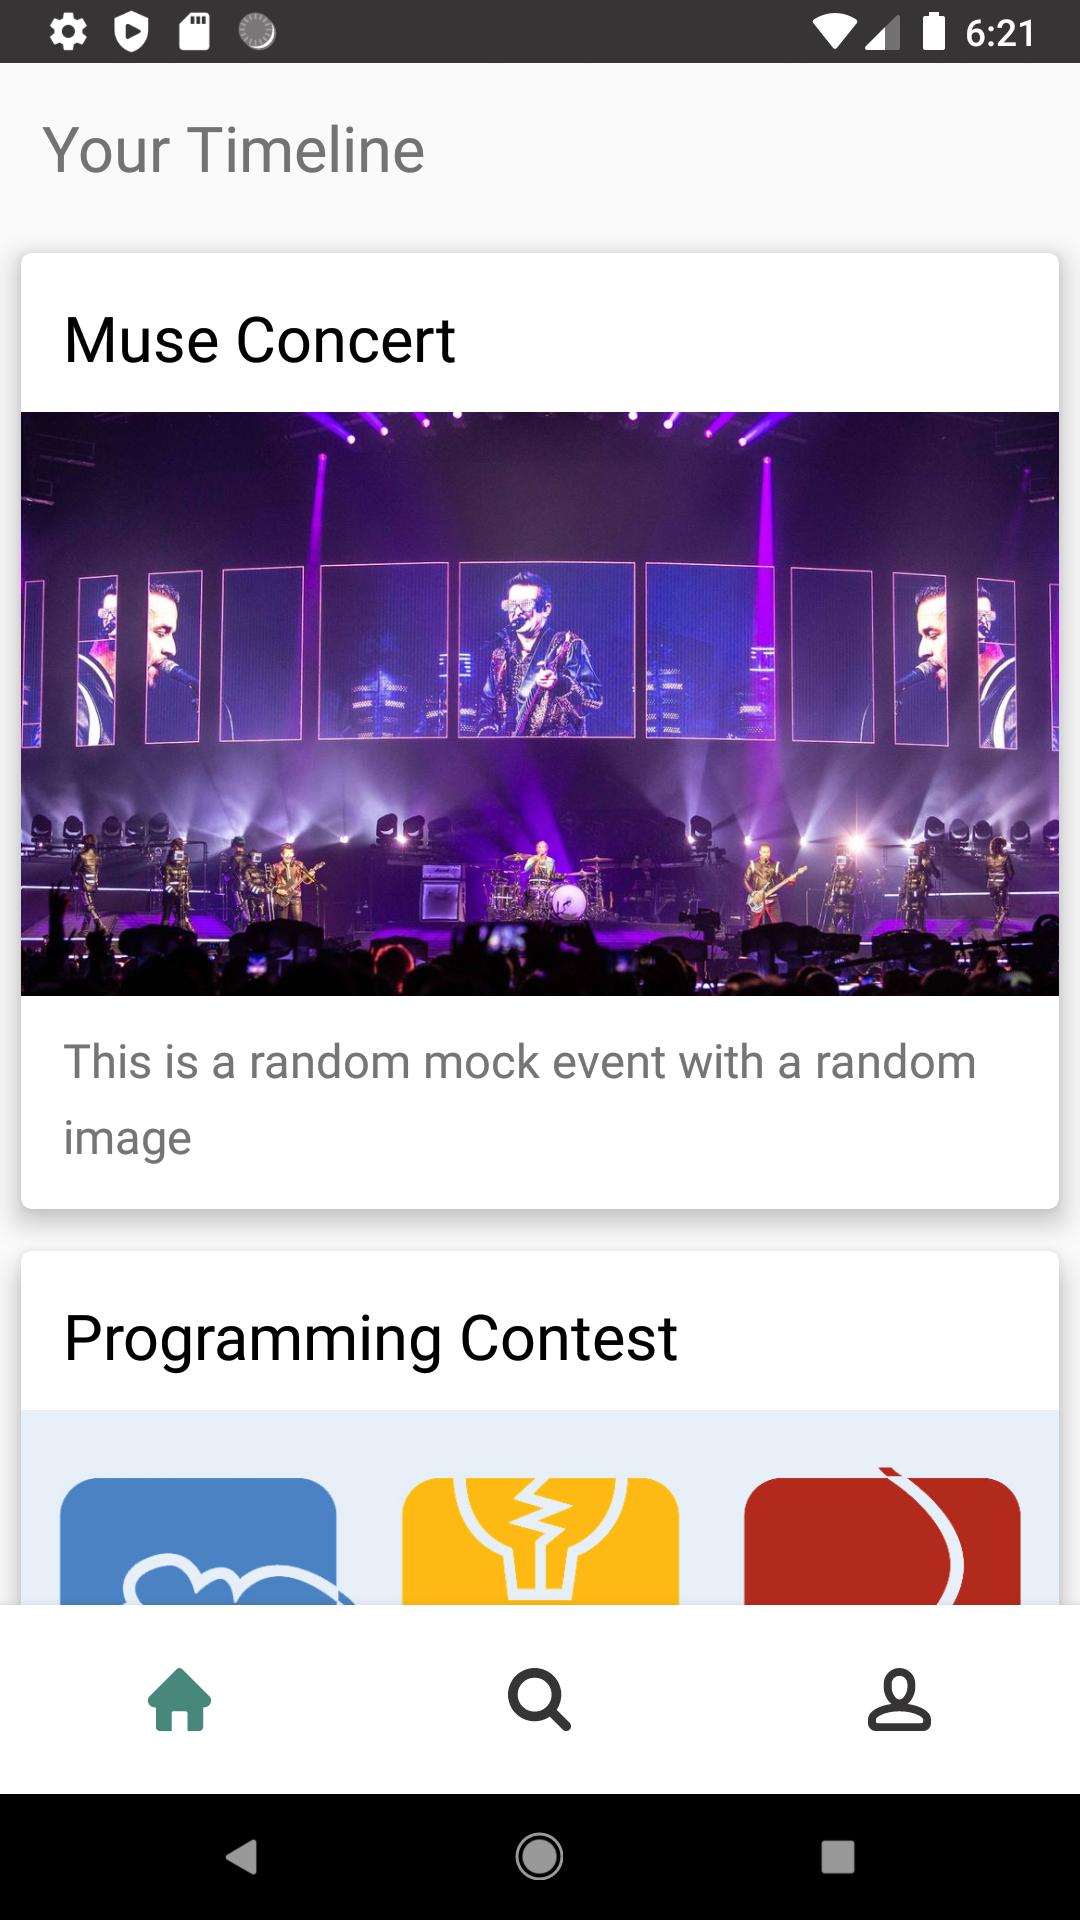 6:21
Your Timeline
Muse Concert
This is a random mock event with a random
image
Programming Contest